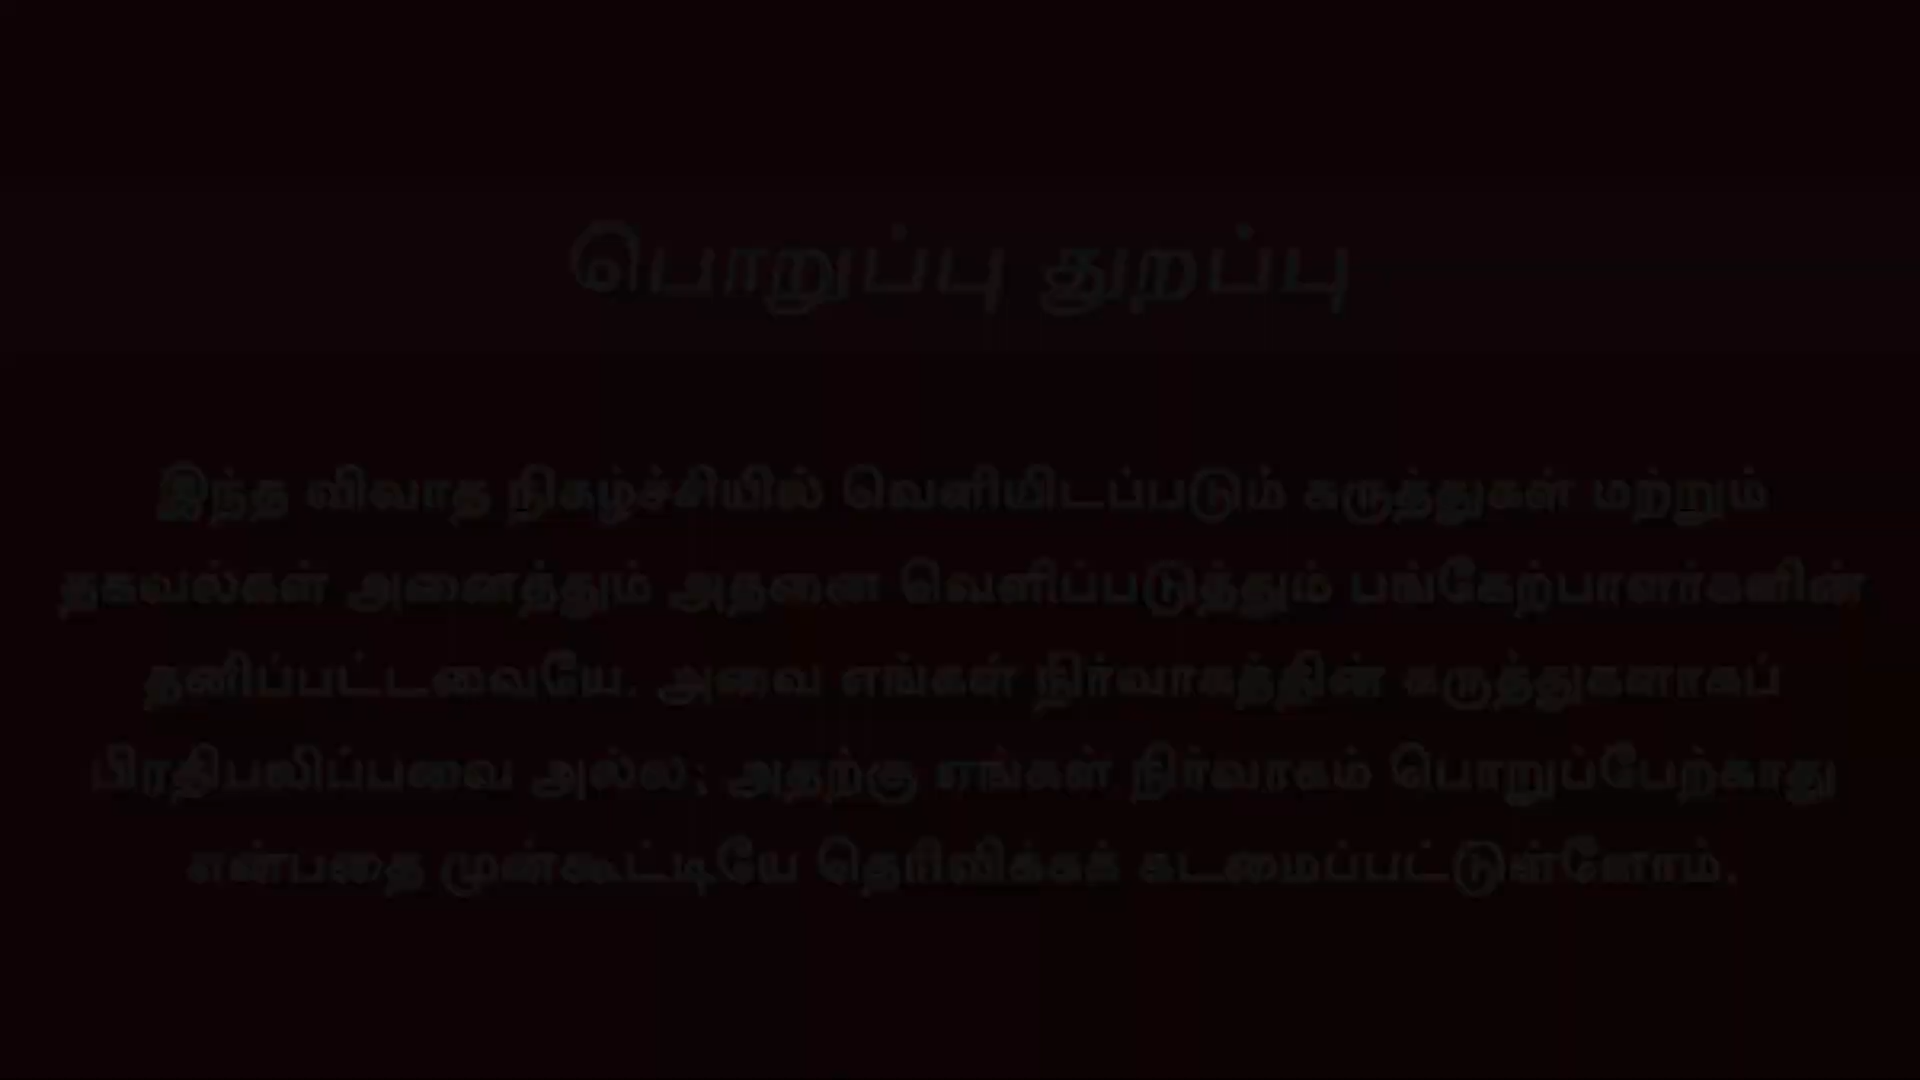 பொறுப்பு துறப்பு
இந்த விவாத நிகழ்ச்சியில் வெளியிடப்படும் கருத்துகள் மற்றும்
தகவல்கள் அனைத்தும் அதனை வெளிப்படுத்தும் பங்கேற்பாளர்களின்
தனிப்பட்டவையே. அவை எங்கள் நிர்வாகத்தின் கருத்துகளாகப்
பிரதிபலிப்பவை அல்ல; அதற்கு எங்கள் நிர்வாகம் பொறுப்பேற்காது
என்பதை முன்கூட்டியே தெரிவிக்கக் கடமைப்பட்டுள்ளோம்.